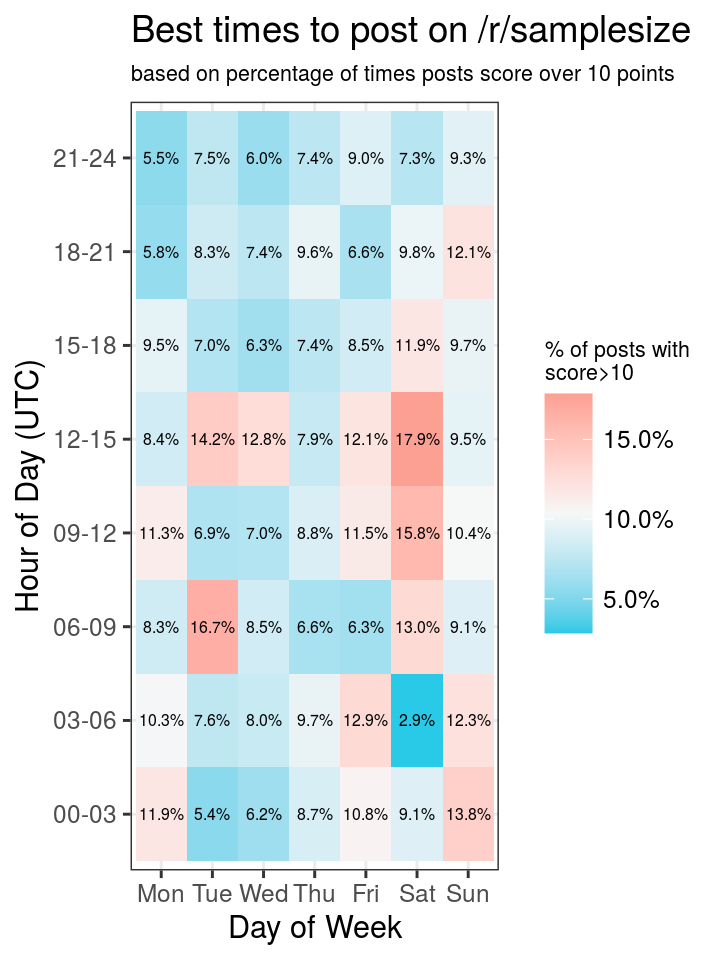 Best times to post on /r/samplesize
based on percentage of times posts score over 10 points
Hour of Day (UTC)
21-24 5.5% 7.5% 6.0% 7.4% 9.0% 7.3% 9.3%
18-21 5.8% 8.3% 7.4% 9.6% 6.6% 9.8% 12.1%
15-18 9.5% 7.0% 6.3% 7.4% 8.5% 11.9% 9.7%
12-15 8.4% 14.2% 12.8% 7.9% 12.1% 17.9% 9.5%
09-12 11.3% 6.9% 7.0% 8.8% 11.5% 15.8% 10.4%
06-09 8.3% 16.7% 8.5% 6.6% 6.3% 13.0% 9.1%
03-06 10.3% 7.6% 8.0% 9.7% 12.9% 2.9% 12.3%
00-03 11.9% 5.4% 6.2% 8.7% 10.8% 9.1% 13.8%
Mon Tue Wed Thu Fri Sat Sun
Day of Week
% of posts with
score>10
15.0%
10.0%
5.0%